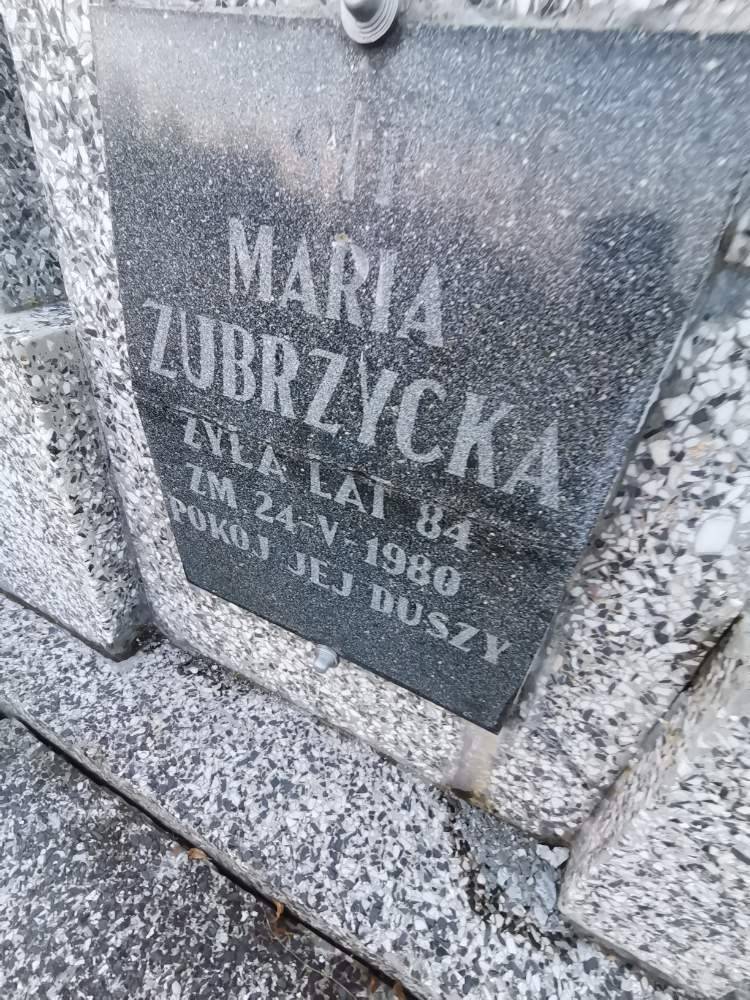 MARIA
ZUBRZYCKA
ŻYŁA LAT 84
ZM. 24-V-1980
POKÓJ JEJ DUSZY